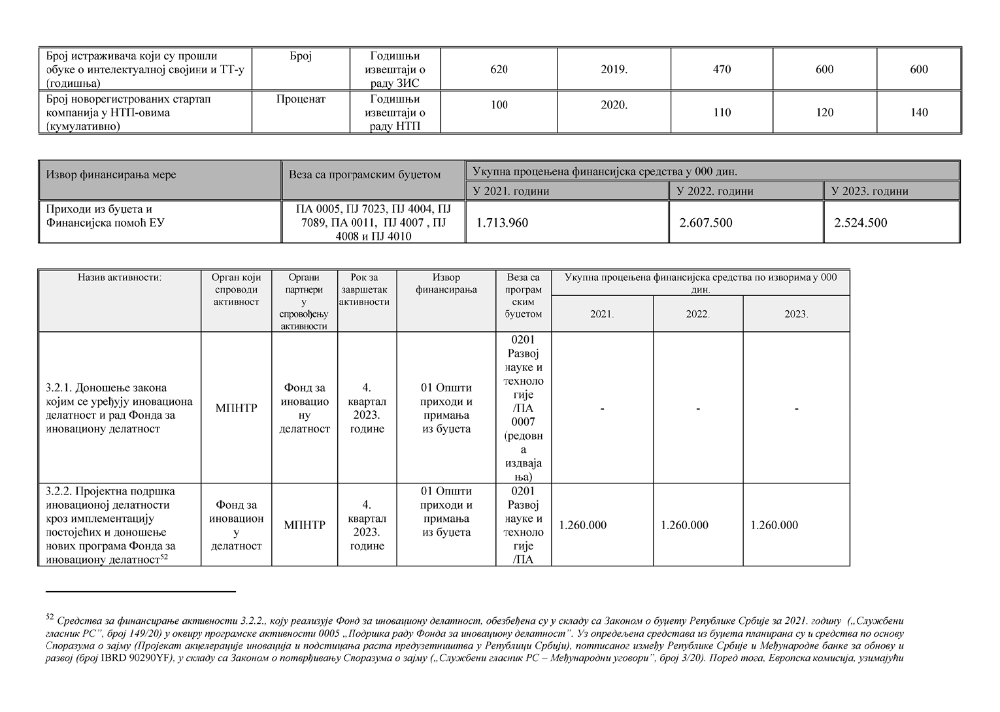 Број истраживача који су прошли
обуке о интелектуалној својини и ТТ-у
(годишња)
Број
Годишњи
извештаји о
раду ЗИС
620
2019.
470
600
600
Број новорегистрованих стартап
компанија у НТП-овима
(кумулативно)
Проценат
Годишњи
извештаји о
раду НТП
100
2020.
110
120
140
Извор финансирања мере
Веза са програмским буџетом
Укупна процењена финансијска средства у 000 дин.
У 2021. години
У 2022. години
У 2023. години
Приходи из буџета и
Финансијска помоћ ЕУ
ПА 0005, ПЈ 7023, ПЈ 4004, ПЈ
7089, ПА 0011, ПЈ 4007 , ПЈ
4008 и ПЈ 4010
1.713.960
2.607.500
2.524.500
Назив активности:
Орган који
спроводи
активност
Органи
партнери
у
спровођењу
активности
Рок за
завршетак
активности
Извор
финансирања
Веза са
програм
ским
буџетом
Укупна процењена финансијска средства по изворима у 000
дин.
2021.
2022.
2023.
3.2.1. Доношење закона
којим се уређују иновациона
делатност и рад Фонда за
иновациону делатност
МПНТР
Фонд за
иновацио
ну
делатност
4.
квартал
2023.
године
01 Општи
приходи и
примања
из буџета
0201
Развој
науке и
техноло
гије
/ПА
0007
(редовн
а
издваја
ња)
-
-
-
3.2.2. Пројектна подршка
иновационој делатности
кроз имплементацију
постојећих и доношење
нових програма Фонда за
иновациону делатност52
Фонд за
иновацион
у
делатност
МПНТР
4.
квартал
2023.
године
01 Општи
приходи и
примања
из буџета
0201
Развој
науке и
техноло
гије
/ПА
1.260.000
1.260.000
1.260.000
52 Средства за финансирање активности 3.2.2., коју реализује Фонд за иновациону делатност, обезбеђена су у складу са Законом о буџету Републике Србије за 2021. годину („Службени
гласник РС”, број 149/20) у оквиру програмске активности 0005 „Подршка раду Фонда за иновациону делатност”. Уз опредељена средстава из буџета планирана су и средства по основу
Споразума о зајму (Пројекат акцелерације иновација и подстицања раста предузетништва у Републици Србији), потписаног између Републике Србије и Међународне банке за обнову и
развој (број IBRD 90290YF), у складу са Законом о потврђивању Споразума о зајму („Службени гласник РС – Међународни уговори”, број 3/20). Поред тога, Европска комисија, узимајући